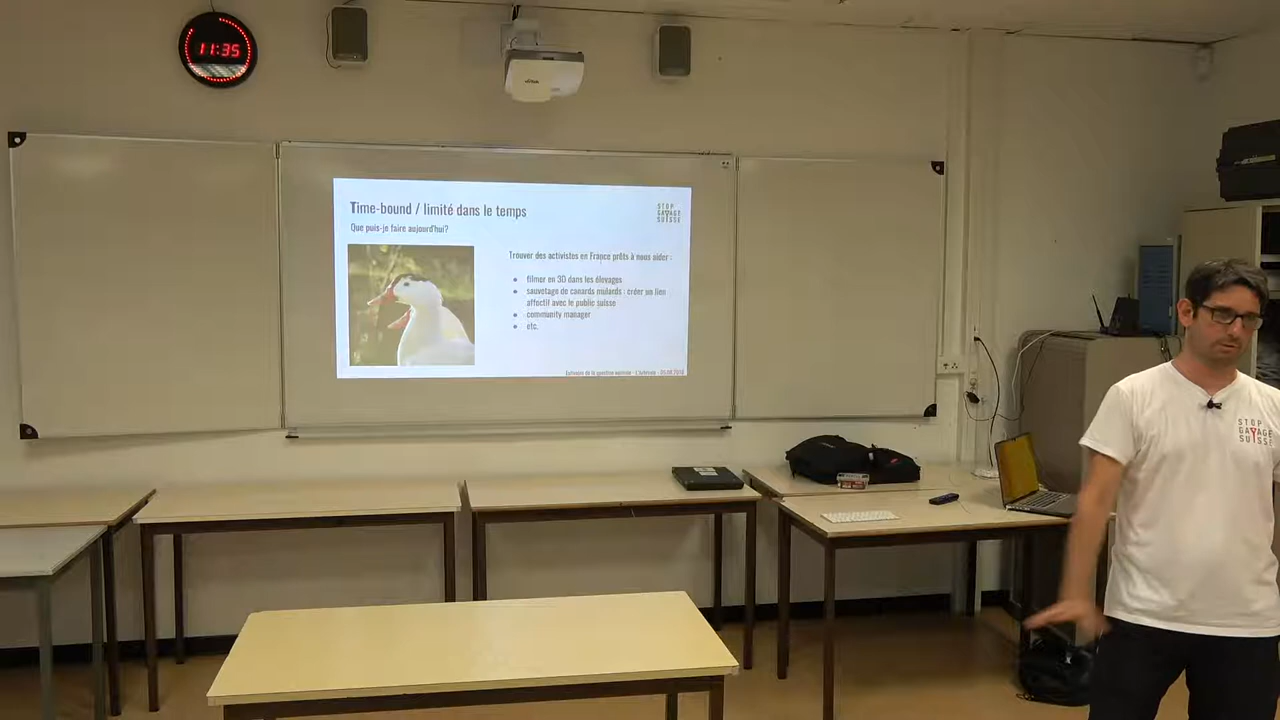 11:35
Time-bound / limité dans le temps
Que puis-je faire aujourd'hui?
STOP
GAVAGE
SUISSE
Trouver des activistes en France prêts à nous aider :
● filmer en 3D dans les élevages
● sauvetage de canards mulards : créer un lien
affectif avec le public suisse
● community manager
● etc.
STOP
GAVAGE
SUISSE